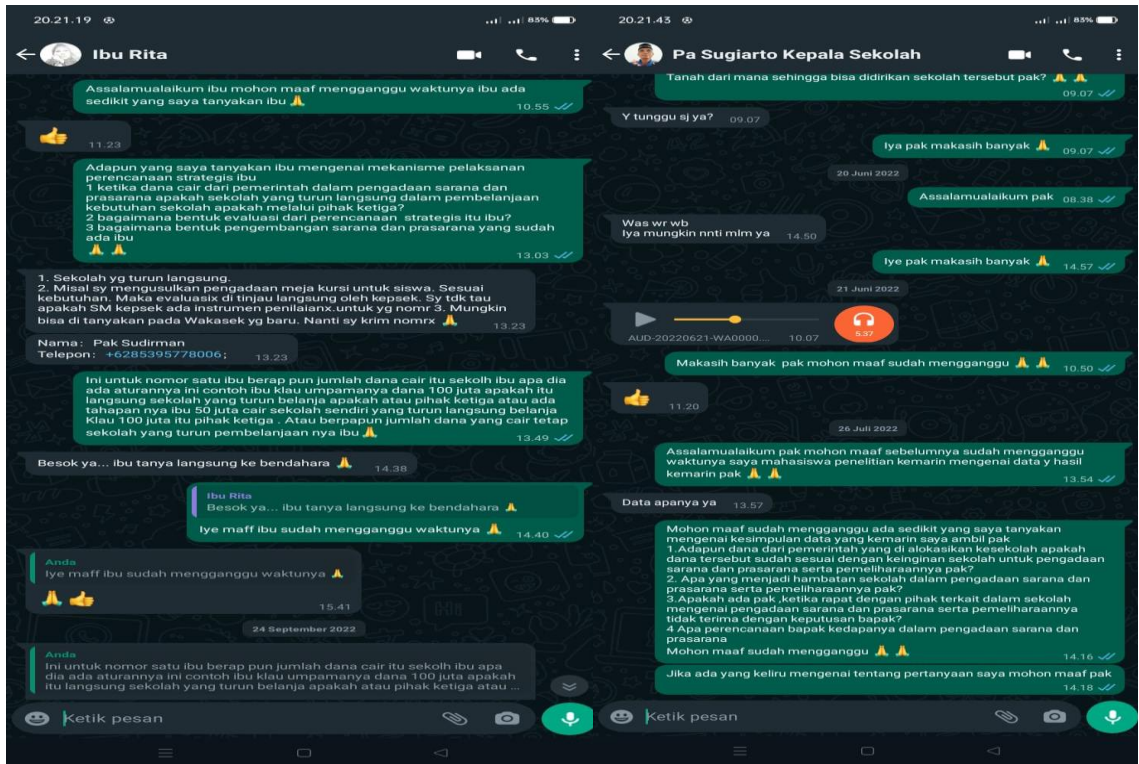 20.21.19
83%
Ibu Rita
Assalamualaikum ibu mohon maaf mengganggu waktunya ibu ada
sedikit yang saya tanyakan ibu 🙏
10.55
👍 11.23
Adapun yang saya tanyakan ibu mengenai mekanisme pelaksanan
perencanaan strategis ibu
1 ketika dana cair dari pemerintah dalam pengadaan sarana dan
prasarana apakah sekolah yang turun langsung dalam pembelanjaan
kebutuhan sekolah apakah melalui pihak ketiga?
2 bagaimana bentuk evaluasi dari perencanaan strategis itu ibu?
3 bagaimana bentuk pengembangan sarana dan prasarana yang sudah
ada ibu
🙏 🙏
13.03
1. Sekolah yg turun langsung.
2. Misal sy mengusulkan pengadaan meja kursi untuk siswa. Sesuai
kebutuhan. Maka evaluasix di tinjau langsung oleh kepsek. Sy tdk tau
apakah SM kepsek ada instrumen penilaianx.untuk yg nomr 3. Mungkin
bisa di tanyakan pada Wakasek yg baru. Nanti sy krim nomrx 🙏
13.23
Nama: Pak Sudirman
Telepon: +6285395778006; 13.23
Ini untuk nomor satu ibu berap pun jumlah dana cair itu sekolh ibu apa dia
ada aturannya ini contoh ibu klau umpamanya dana 100 juta apakah itu
langsung sekolah yang turun belanja apakah atau pihak ketiga atau ada
tahapan nya ibu 50 juta cair sekolah sendiri yang turun langsung belanja
Klau 100 juta itu pihak ketiga . Atau berpapun jumlah dana yang cair tetap
sekolah yang turun pembelanjaan nya ibu 🙏
13.49
Besok ya... ibu tanya langsung ke bendahara 🙏 14.38
Ibu Rita
Besok ya... ibu tanya langsung ke bendahara 🙏
Iye maff ibu sudah mengganggu waktunya 🙏 14.40
Anda
Iye maff ibu sudah mengganggu waktunya 🙏
🙏 👍
15.41
24 September 2022
Anda
Ini untuk nomor satu ibu berap pun jumlah dana cair itu sekolh ibu apa
dia ada aturannya ini contoh ibu klau umpamanya dana 100 juta apakah
itu langsung sekolah yang turun belanja apakah atau pihak ketiga atau ...
Ketik pesan
20.21.43
83%
Pa Sugiarto Kepala Sekolah
Tanah dari mana sehingga bisa didirikan sekolah tersebut pak? 🙏 🙏
09.07
Y tunggu sj ya? 09.07
Iya pak makasih banyak 🙏 09.07
20 Juni 2022
Assalamualaikum pak 08.38
Was wr wb
Iya mungkin nnti mlm ya 14.50
Iye pak makasih banyak 🙏 14.57
21 Juni 2022
5.37
AUD-20220621-WA0000.... 10.07
Makasih banyak pak mohon maaf sudah mengganggu 🙏 🙏 10.50
👍
11.20
26 Juli 2022
Assalamualaikum pak mohon maaf sebelumnya sudah mengganggu
waktunya saya mahasiswa penelitian kemarin mengenai data y hasil
kemarin pak 🙏 🙏
13.54
Data apanya ya 13.57
Mohon maaf sudah mengganggu ada sedikit yang saya tanyakan
mengenai kesimpulan data yang kemarin saya ambil pak
1.Adapun dana dari pemerintah yang di alokasikan kesekolah apakah
dana tersebut sudah sesuai dengan keinginan sekolah untuk pengadaan
sarana dan prasarana serta pemeliharaannya pak?
2. Apa yang menjadi hambatan sekolah dalam pengadaan sarana dan
prasarana serta pemeliharaannya pak?
3.Apakah ada pak ,ketika rapat dengan pihak terkait dalam sekolah
mengenai pengadaan sarana dan prasarana serta pemeliharaannya
tidak terima dengan keputusan bapak?
4 Apa perencanaan bapak kedapanya dalam pengadaan sarana dan
prasarana
Mohon maaf sudah mengganggu 🙏 🙏
14.16
Jika ada yang keliru mengenai tentang pertanyaan saya mohon maaf pak
14.18
Ketik pesan